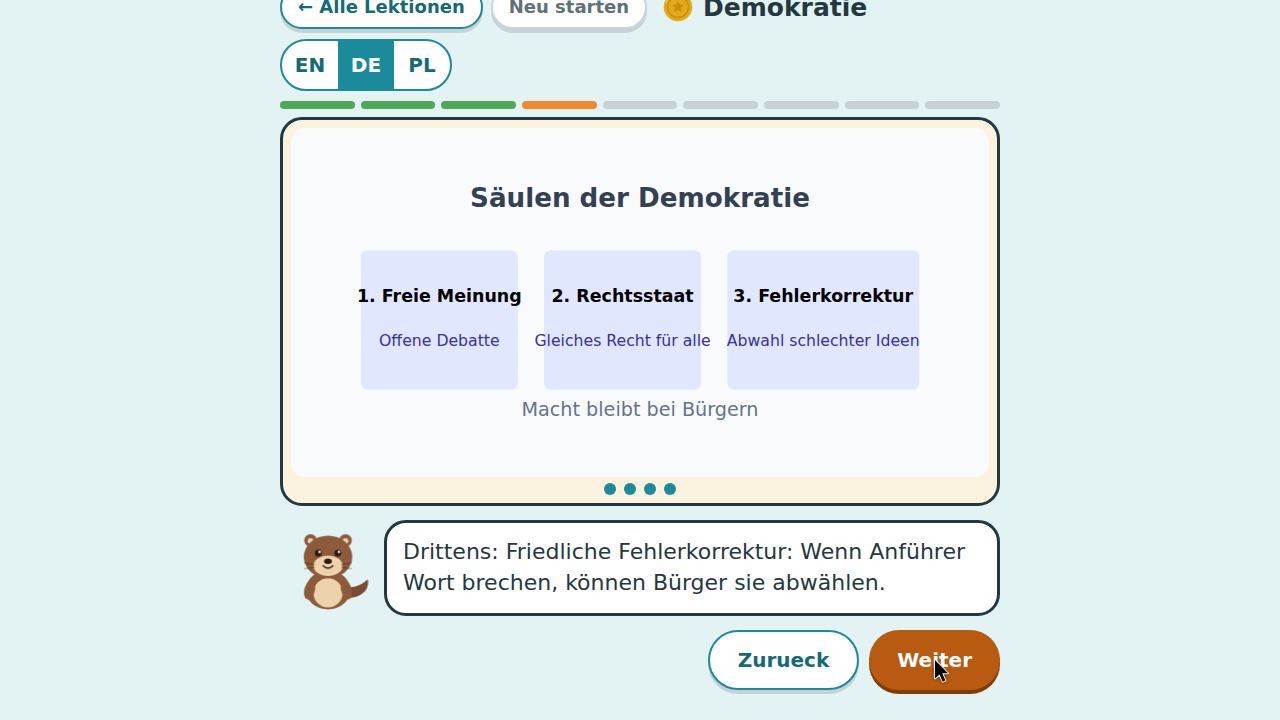 ← Alle Lektionen Neu starten Demokratie
EN DE PL
Säulen der Demokratie
1. Freie Meinung 2. Rechtsstaat 3. Fehlerkorrektur
Offene Debatte Gleiches Recht für alle Abwahl schlechter Ideen
Macht bleibt bei Bürgern
Drittens: Friedliche Fehlerkorrektur: Wenn Anführer
Wort brechen, können Bürger sie abwählen.
Zurueck Weiter